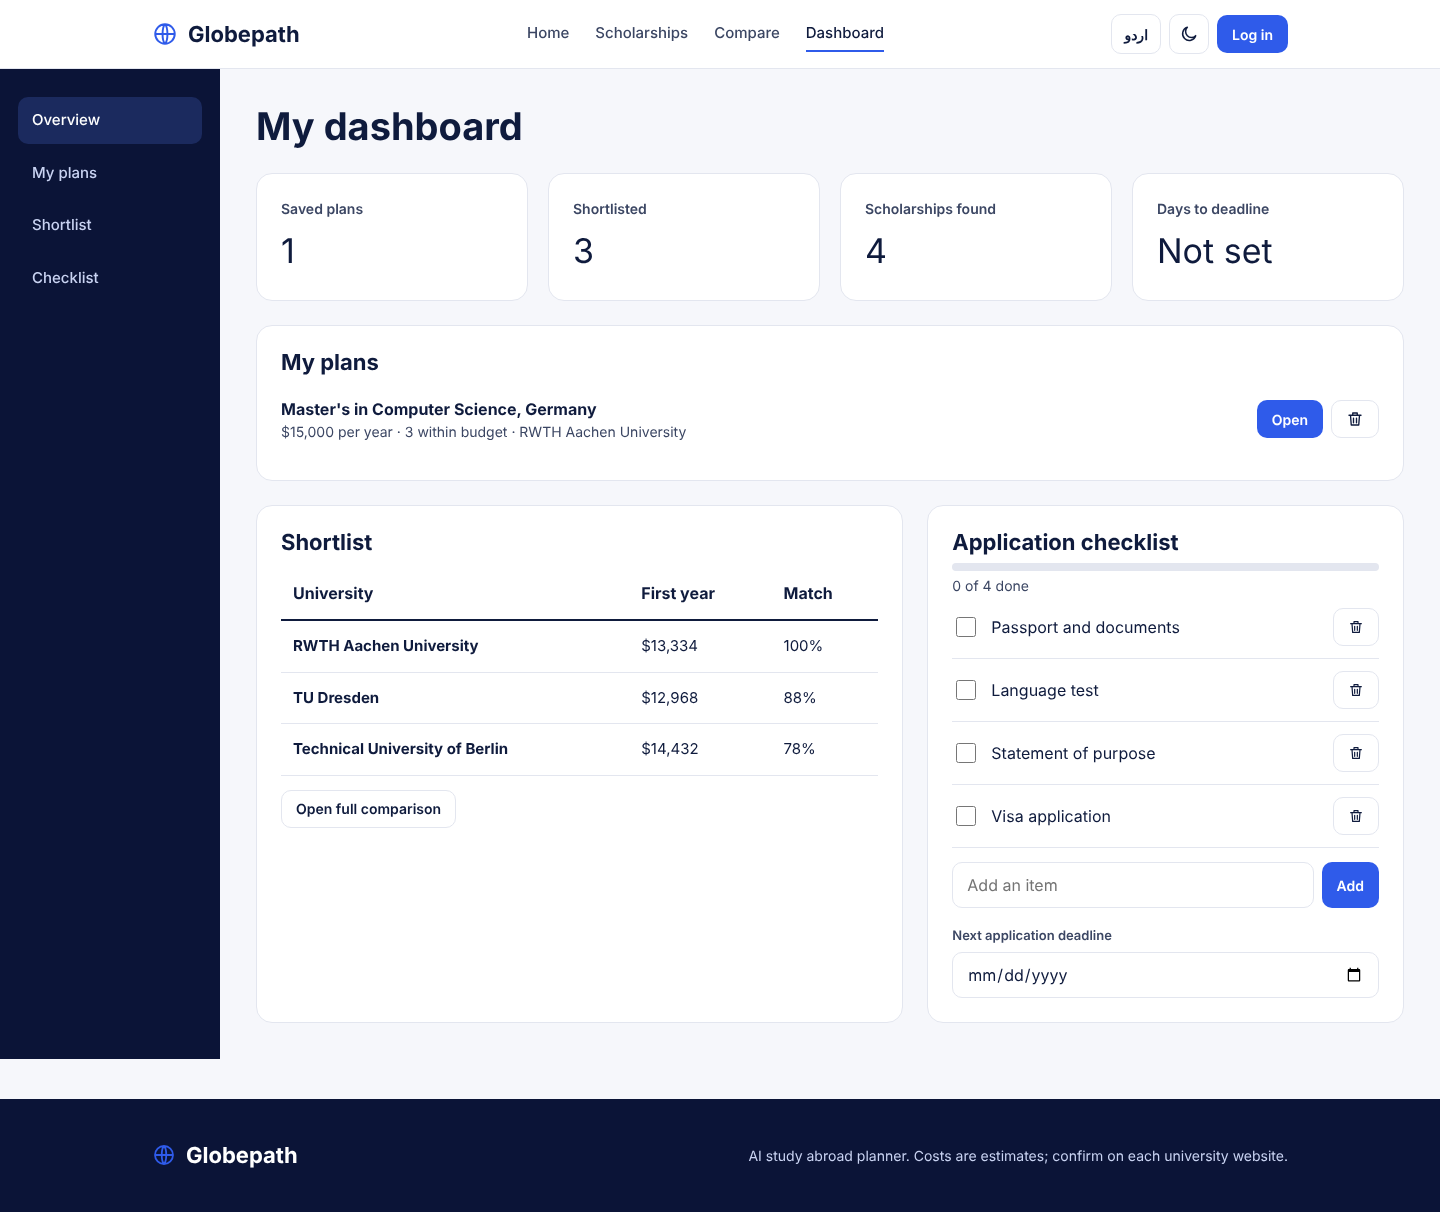 Globepath
Home Scholarships Compare Dashboard
اردو
Log in
Overview
My plans
Shortlist
Checklist
My dashboard
Saved plans
1
Shortlisted
3
Scholarships found
4
Days to deadline
Not set
My plans
Master's in Computer Science, Germany
$15,000 per year · 3 within budget · RWTH Aachen University
Open
Shortlist
University First year Match
RWTH Aachen University $13,334 100%
TU Dresden $12,968 88%
Technical University of Berlin $14,432 78%
Open full comparison
Application checklist
0 of 4 done
Passport and documents
Language test
Statement of purpose
Visa application
Add an item
Add
Next application deadline
mm/dd/yyyy
Globepath
AI study abroad planner. Costs are estimates; confirm on each university website.